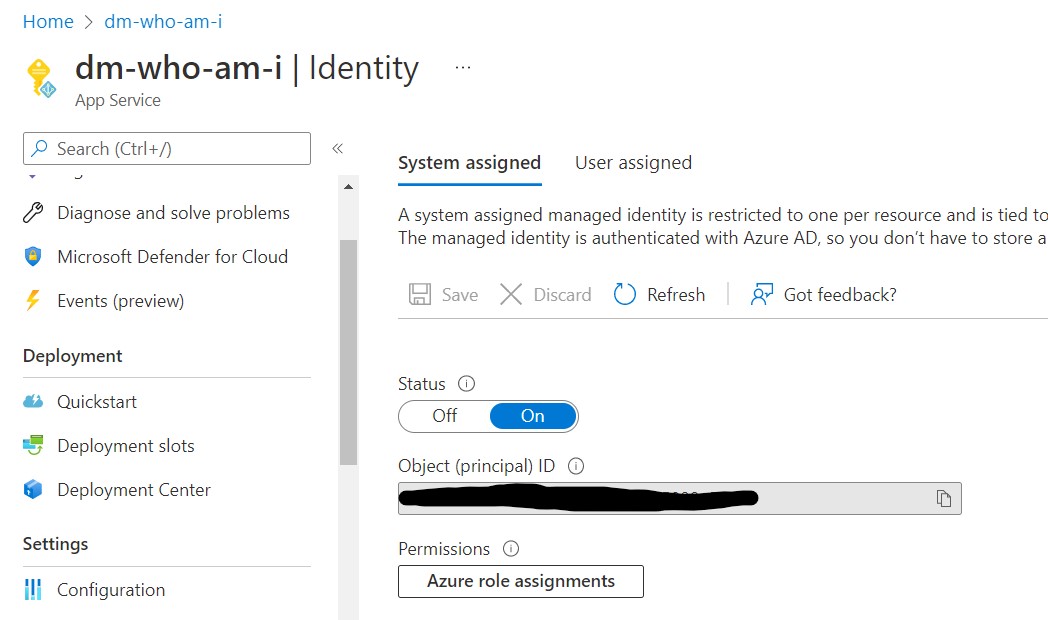 Home > dm-who-am-i
dm-who-am-i | Identity ...
App Service
Search (Ctrl+/)
«
Diagnose and solve problems
Microsoft Defender for Cloud
Events (preview)
Deployment
Quickstart
Deployment slots
Deployment Center
Settings
Configuration
System assigned User assigned
A system assigned managed identity is restricted to one per resource and is tied to
The managed identity is authenticated with Azure AD, so you don't have to store a
Save Discard Refresh Got feedback?
Status
Off On
Object (principal) ID
Permissions
Azure role assignments